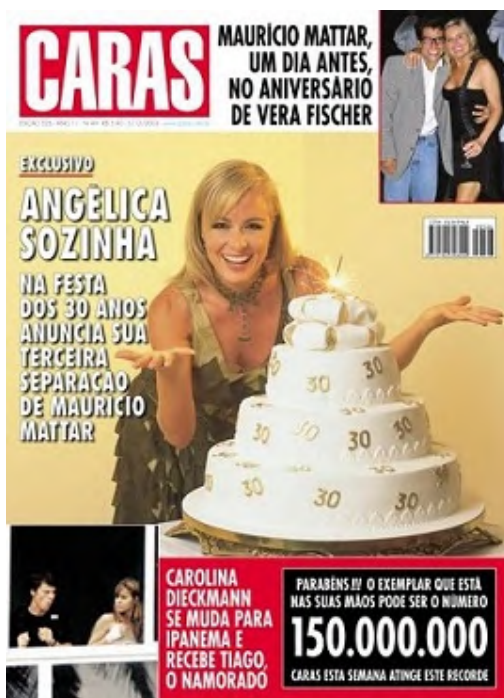 CARAS
MAURÍCIO MATTAR,
UM DIA ANTES,
NO ANIVERSÁRIO
DE VERA FISCHER
EXCLUSIVO
ANGÉLICA
SOZINHA
NA FESTA
DOS 30 ANOS
ANUNCIA SUA
TERCEIRA
SEPARAÇÃO
DE MAURÍCIO
MATTAR
30
30
30
30
30
30
30
30
CAROLINA
DIECKMANN
SE MUDA PARA
IPANEMA E
RECEBE TIAGO,
O NAMORADO
PARABÉNS!!! O EXEMPLAR QUE ESTÁ
NAS SUAS MÃOS PODE SER O NÚMERO
150.000.000
CARAS ESTA SEMANA ATINGE ESTE RECORDE